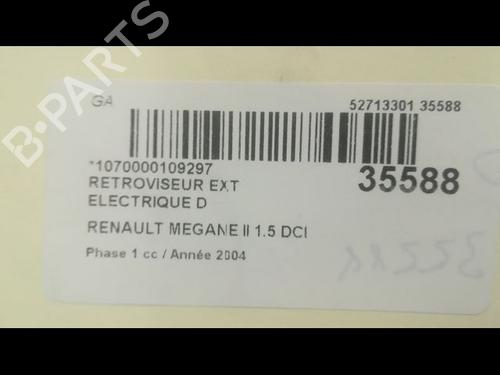 B-PARTS
GA
52713301 35588
*1070000109297
35588
RETROVISEUR EXT
ELECTRIQUE D
RENAULT MEGANE II 1.5 DCI
Phase 1 cc / Année 2004
35588